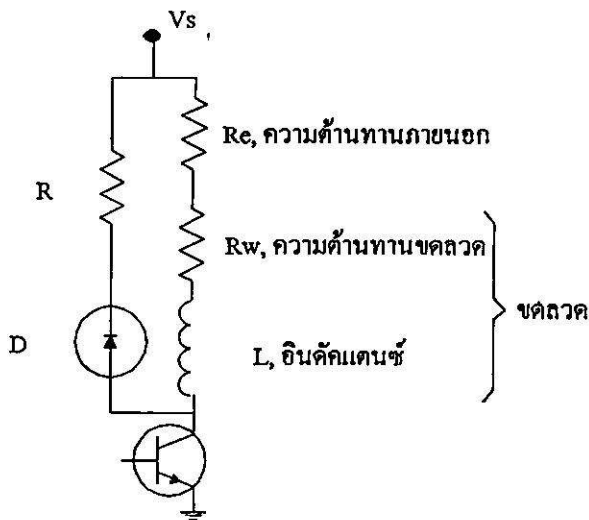 Vs
Re, ความต้านทานภายนอก
R
Rw, ความต้านทานขดลวด
ขดลวด
D
L, อินดัคแตนซ์